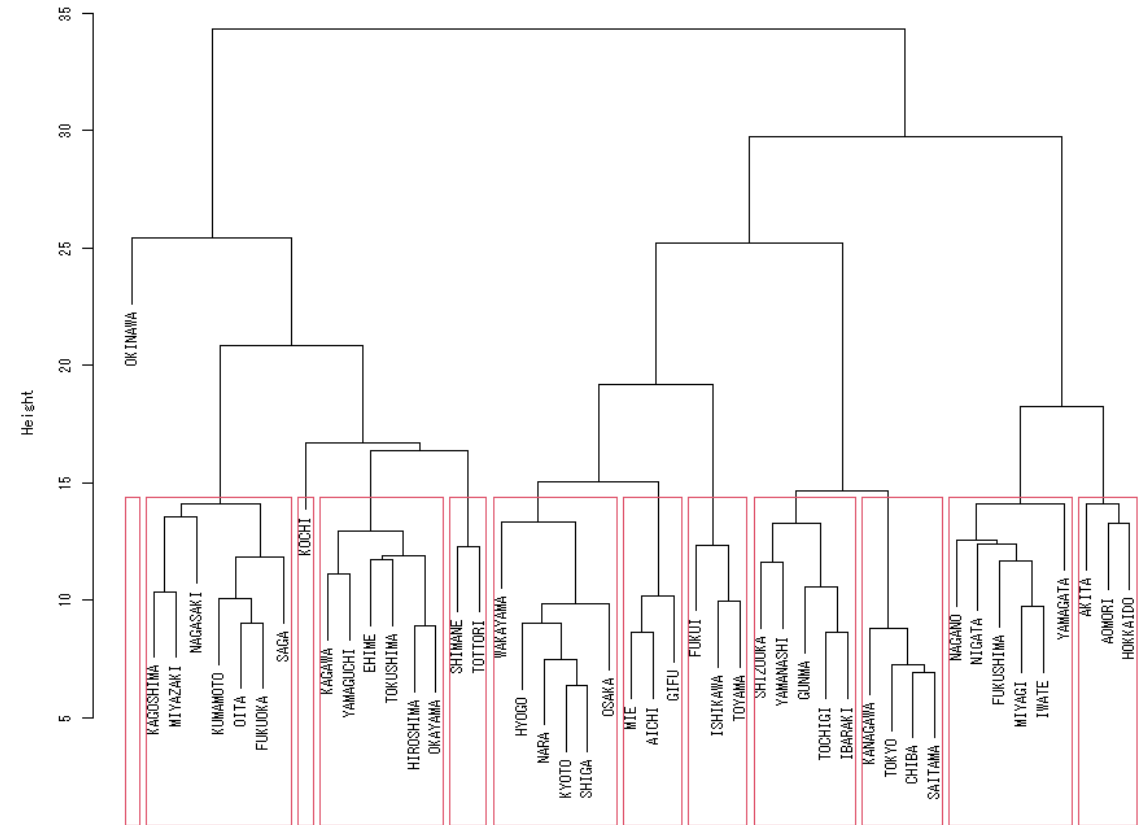 35
30
25
20
15
10
5
Height
OKINAWA
KAGOSHIMA
MIYAZAKI
NAGASAKI
KUMAMOTO
OITA
FUKUOKA
SAGA
KOCHI
KAGAWA
YAMAGUCHI
EHIME
TOKUSHIMA
HIROSHIMA
OKAYAMA
SHIMANE
TOTTORI
WAKAYAMA
HYOGO
NARA
KYOTO
SHIGA
OSAKA
MIE
AICHI
GIFU
FUKUI
ISHIKAWA
TOYAMA
SHIZUOKA
YAMANASHI
GUNMA
TOCHIGI
IBARAKI
KANAGAWA
TOKYO
CHIBA
SAITAMA
NAGANO
NIGATA
FUKUSHIMA
MIYAGI
IWATE
YAMAGATA
AKITA
AOMORI
HOKKAIDO